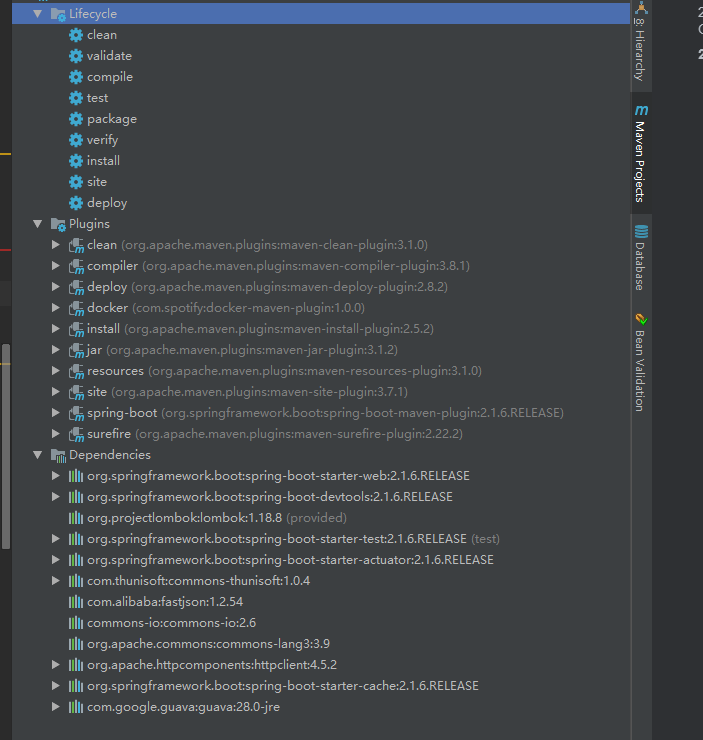 Lifecycle
clean
validate
compile
test
package
verify
install
site
deploy
Plugins
clean (org.apache.maven.plugins:maven-clean-plugin:3.1.0)
compiler (org.apache.maven.plugins:maven-compiler-plugin:3.8.1)
deploy (org.apache.maven.plugins:maven-deploy-plugin:2.8.2)
docker (com.spotify:docker-maven-plugin:1.0.0)
install (org.apache.maven.plugins:maven-install-plugin:2.5.2)
jar (org.apache.maven.plugins:maven-jar-plugin:3.1.2)
resources (org.apache.maven.plugins:maven-resources-plugin:3.1.0)
site (org.apache.maven.plugins:maven-site-plugin:3.7.1)
spring-boot (org.springframework.boot:spring-boot-maven-plugin:2.1.6.RELEASE)
surefire (org.apache.maven.plugins:maven-surefire-plugin:2.22.2)
Dependencies
org.springframework.boot:spring-boot-starter-web:2.1.6.RELEASE
org.springframework.boot:spring-boot-devtools:2.1.6.RELEASE
org.projectlombok:lombok:1.18.8 (provided)
org.springframework.boot:spring-boot-starter-test:2.1.6.RELEASE (test)
org.springframework.boot:spring-boot-starter-actuator:2.1.6.RELEASE
com.thunisoft:commons-thunisoft:1.0.4
com.alibaba:fastjson:1.2.54
commons-io:commons-io:2.6
org.apache.commons:commons-lang3:3.9
org.apache.httpcomponents:httpclient:4.5.2
org.springframework.boot:spring-boot-starter-cache:2.1.6.RELEASE
com.google.guava:guava:28.0-jre
8: Hierarchy
Maven Projects
Database
Bean Validation